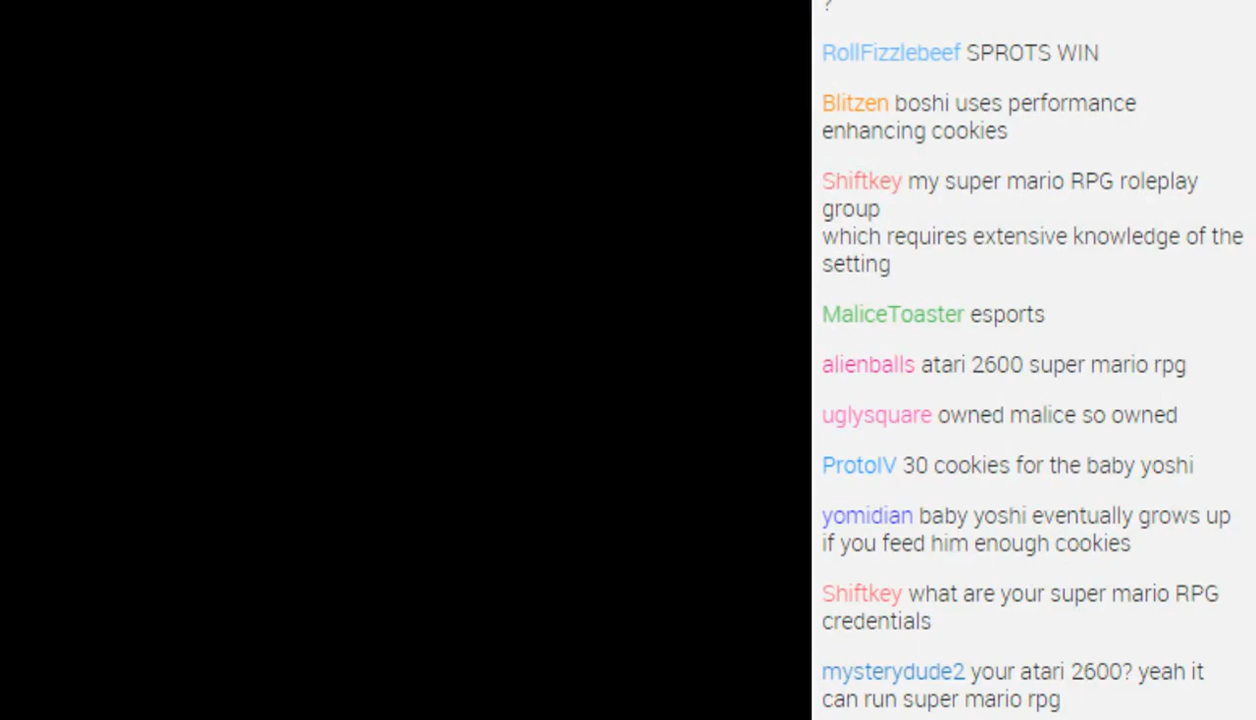 ?
RollFizzlebeef SPROTS WIN
Blitzen boshi uses performance
enhancing cookies
Shiftkey my super mario RPG roleplay
group
which requires extensive knowledge of the
setting
MaliceToaster esports
alienballs atari 2600 super mario rpg
uglysquare owned malice so owned
ProtoIV 30 cookies for the baby yoshi
yomidian baby yoshi eventually grows up
if you feed him enough cookies
Shiftkey what are your super mario RPG
credentials
mysterydude2 your atari 2600? yeah it
can run super mario rpg